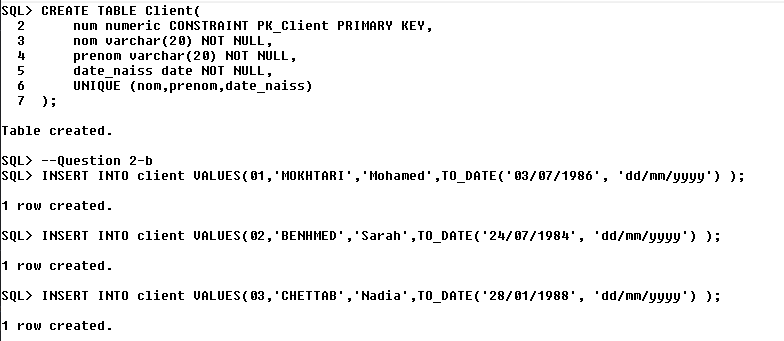 SQL> CREATE TABLE Client(
  2      num numeric CONSTRAINT PK_Client PRIMARY KEY,
  3      nom varchar(20) NOT NULL,
  4      prenom varchar(20) NOT NULL,
  5      date_naiss date NOT NULL,
  6      UNIQUE (nom,prenom,date_naiss)
  7  );
Table created.
SQL> --Question 2-b
SQL> INSERT INTO client VALUES(01,'MOKHTARI','Mohamed',TO_DATE('03/07/1986', 'dd/mm/yyyy') );
1 row created.
SQL> INSERT INTO client VALUES(02,'BENHMED','Sarah',TO_DATE('24/07/1984', 'dd/mm/yyyy') );
1 row created.
SQL> INSERT INTO client VALUES(03,'CHETTAB','Nadia',TO_DATE('28/01/1988', 'dd/mm/yyyy') );
1 row created.